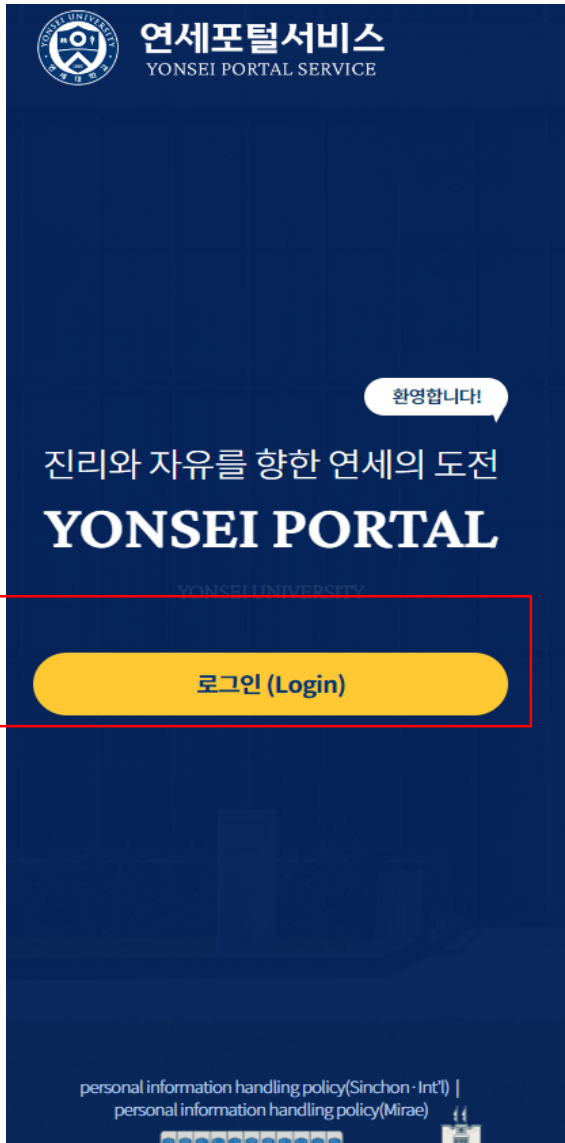 연세포털서비스
YONSEI PORTAL SERVICE
환영합니다!
진리와 자유를 향한 연세의 도전
YONSEI PORTAL
YONSEI UNIVERSITY
로그인 (Login)
personal information handling policy(Sinchon·Int'l) |
personal information handling policy(Mirae)